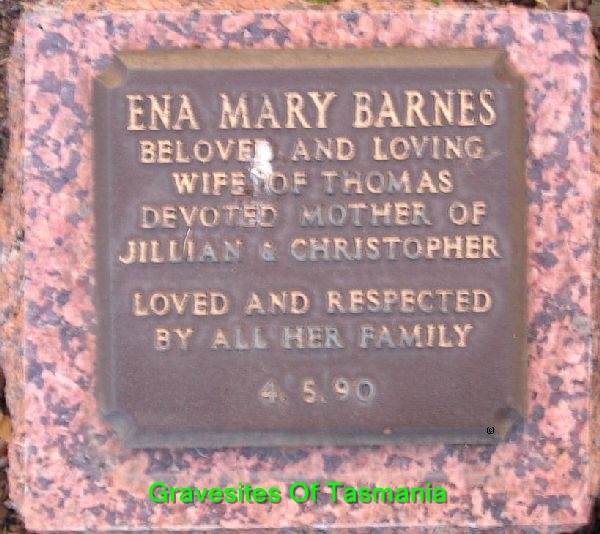 ENA MARY BARNES
BELOVED AND LOVING
WIFE OF THOMAS
DEVOTED MOTHER OF
JILLIAN & CHRISTOPHER
LOVED AND RESPECTED
BY ALL HER FAMILY
4. 5. 90
©
Gravesites Of Tasmania